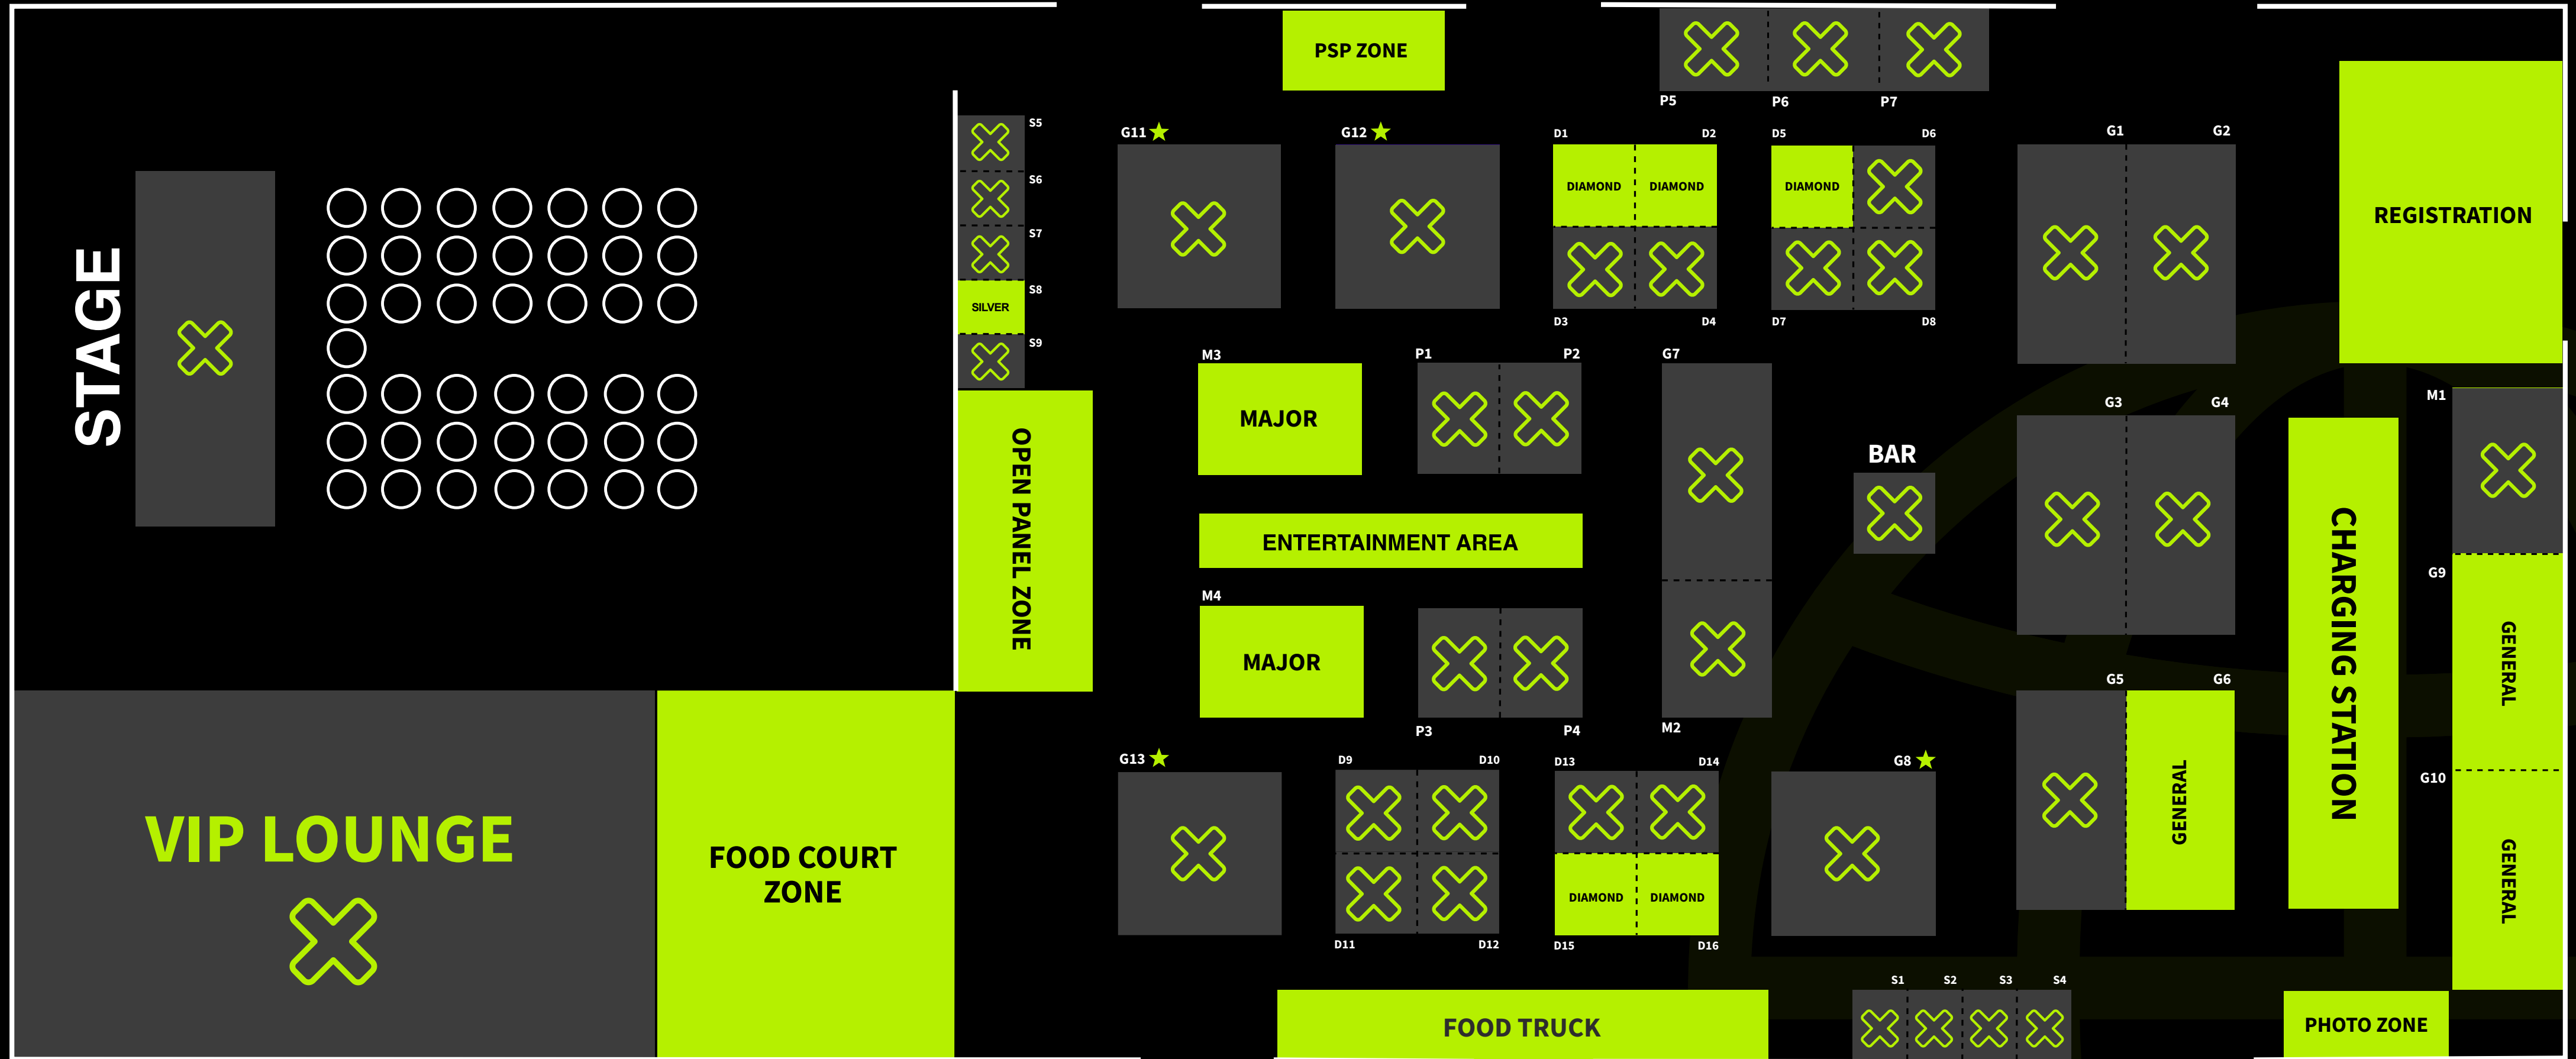 PSP ZONE
P5 P6 P7
S5
S6
S7
SILVER
S8
S9
G11
G12
D1 D2
DIAMOND DIAMOND
D3 D4
D5 D6
DIAMOND
D7 D8
G1 G2
REGISTRATION
STAGE
M3
MAJOR
P1 P2
G7
BAR
G3 G4
M1
OPEN PANEL ZONE
ENTERTAINMENT AREA
CHARGING STATION
G9
GENERAL
M4
MAJOR
P3 P4
M2
G5 G6
GENERAL
G10
GENERAL
VIP LOUNGE
FOOD COURT
ZONE
G13
D9 D10
D11 D12
D13 D14
DIAMOND DIAMOND
D15 D16
G8
FOOD TRUCK
S1 S2 S3 S4
PHOTO ZONE